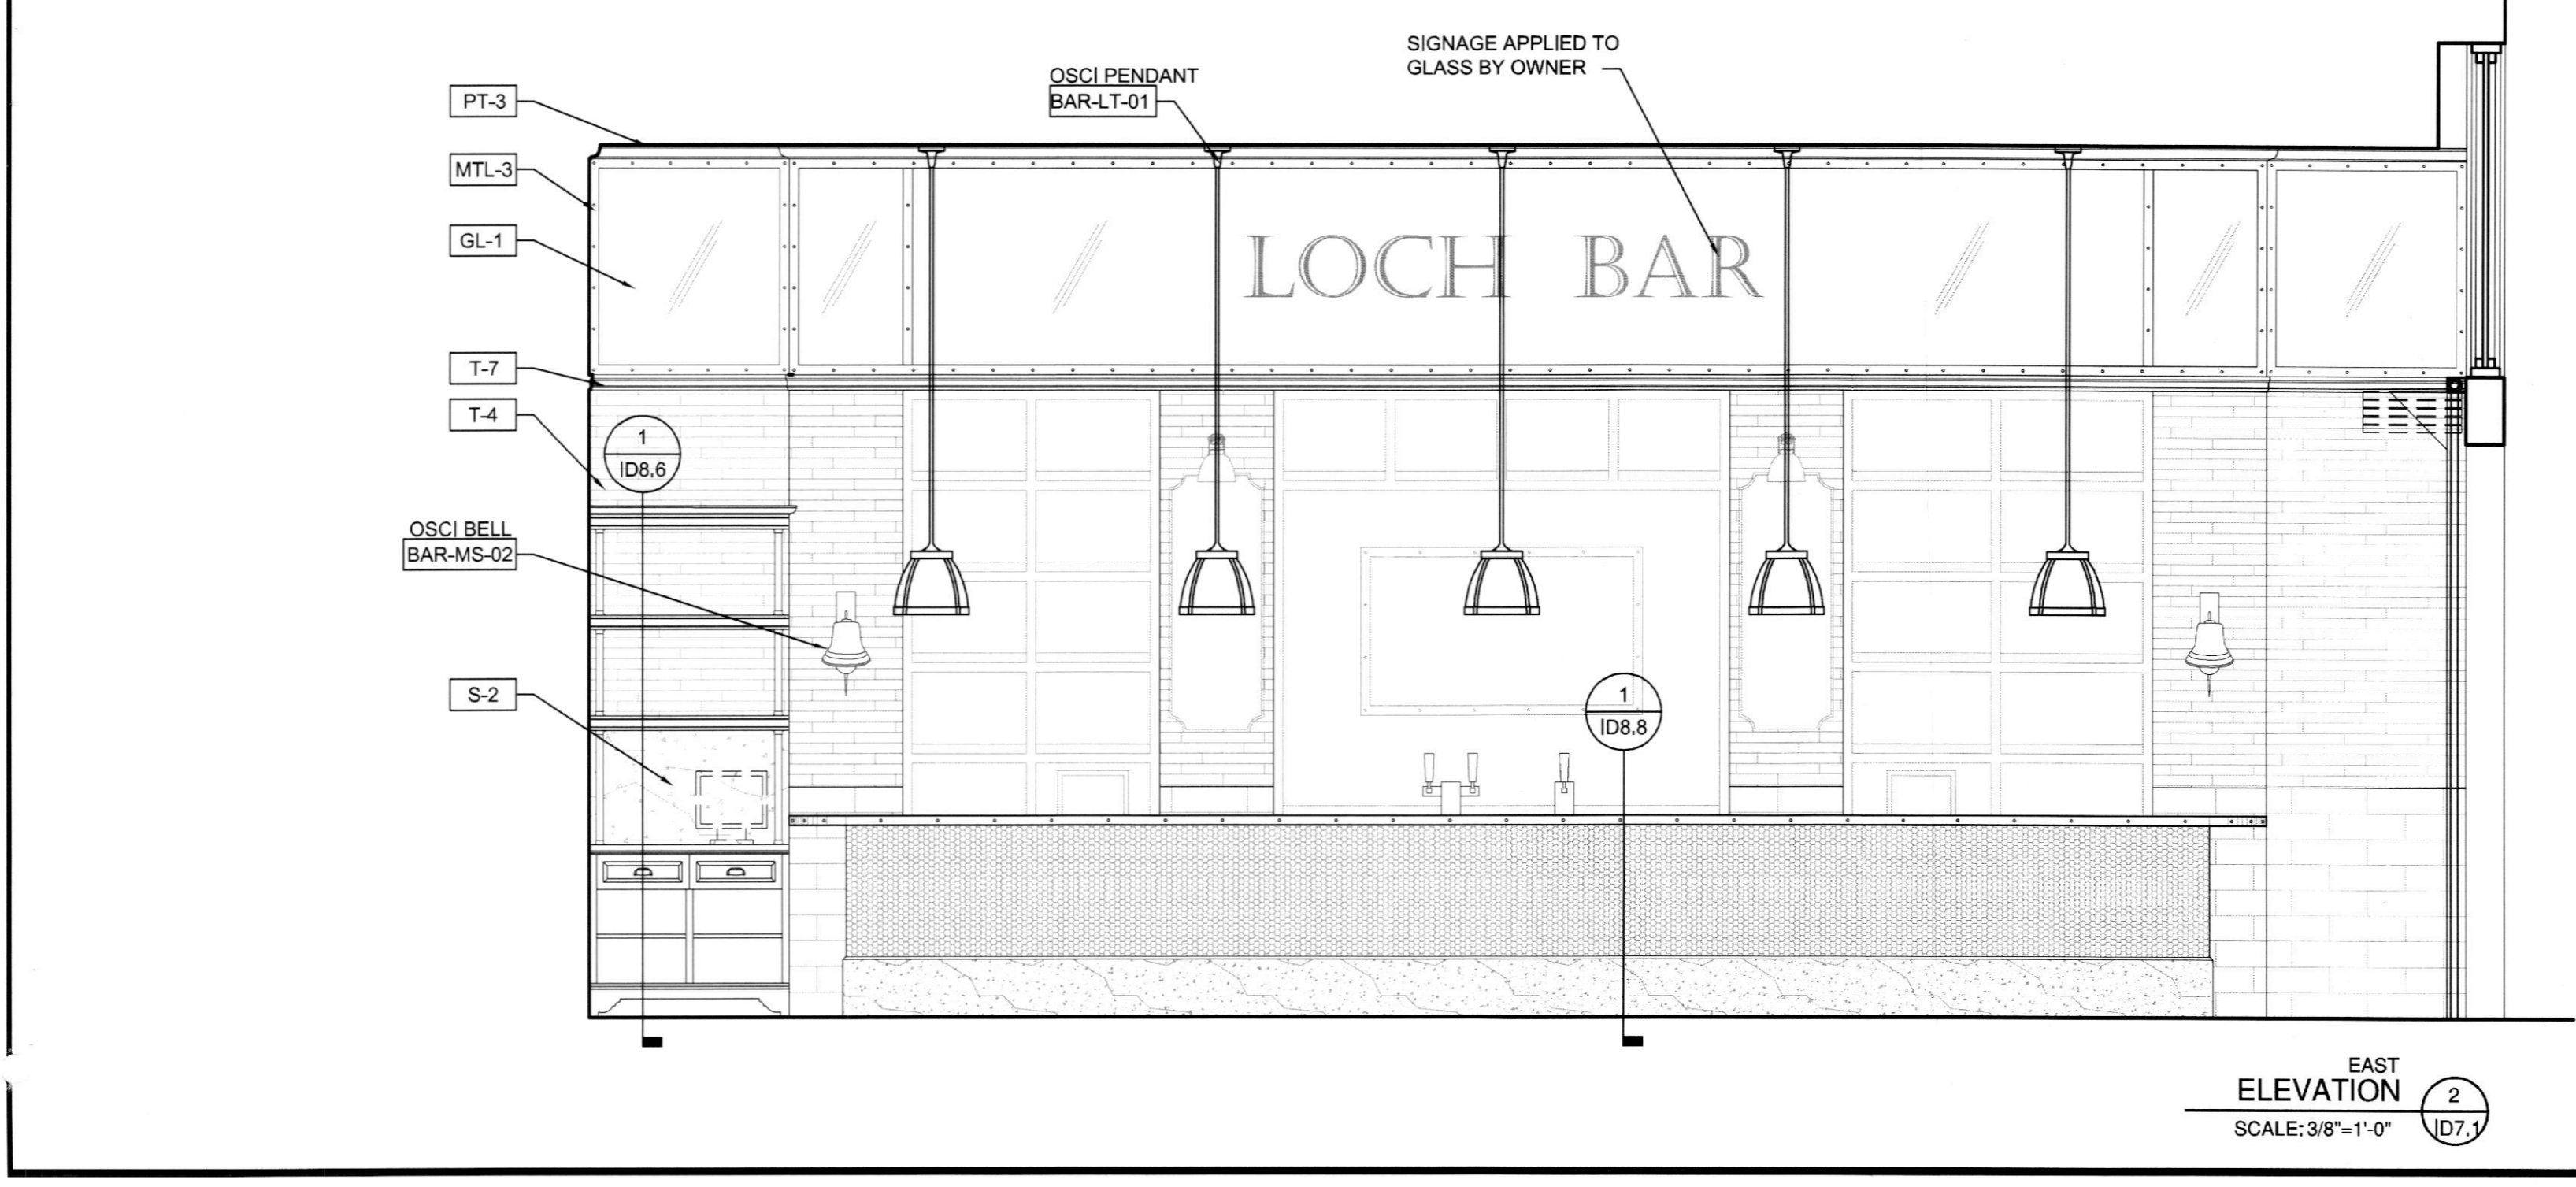 SIGNAGE APPLIED TO
GLASS BY OWNER
OSCI PENDANT
BAR-LT-01
PT-3
MTL-3
GL-1
LOCH BAR
T-7
T-4
1
ID8.6
OSCI BELL
BAR-MS-02
S-2
1
ID8.8
EAST
ELEVATION
SCALE: 3/8"=1'-0"
2
ID7.1